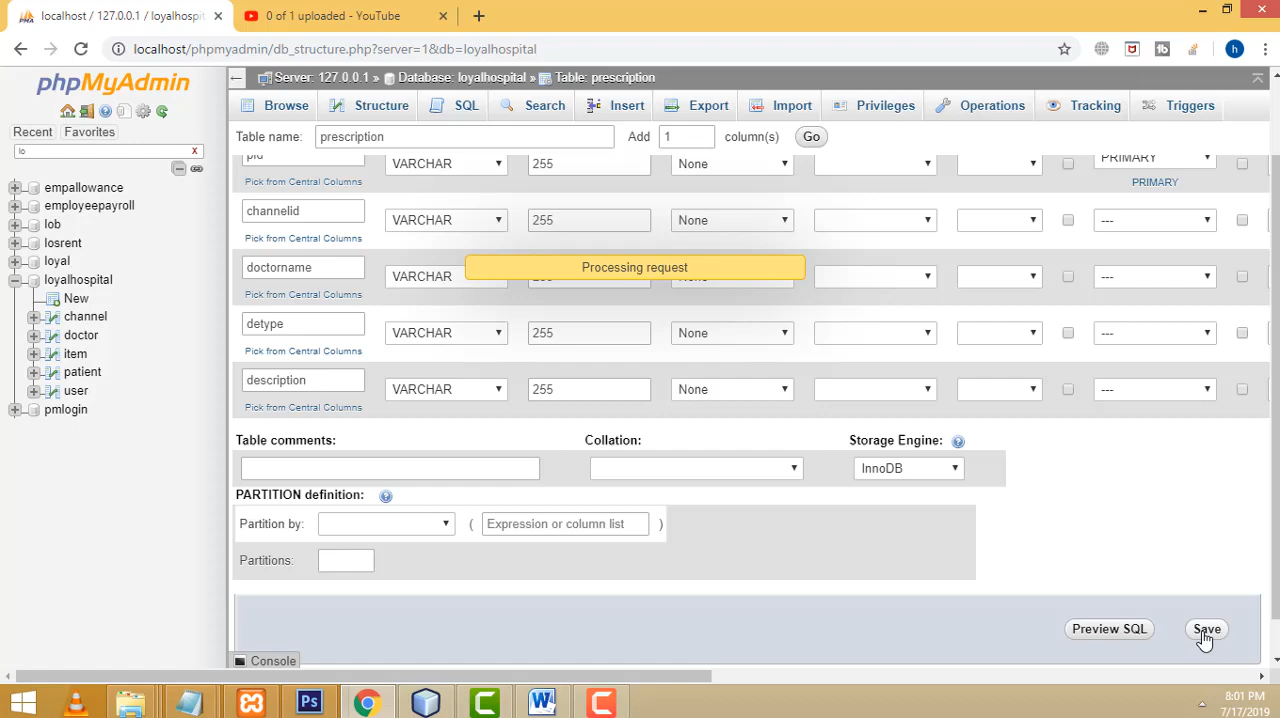 localhost / 127.0.0.1 / loyalhospit
0 of 1 uploaded - YouTube
localhost/phpmyadmin/db_structure.php?server=1&db=loyalhospital
phpMyAdmin
Server: 127.0.0.1 » Database: loyalhospital » Table: prescription
Browse Structure SQL Search Insert Export Import Privileges Operations Tracking Triggers
Recent Favorites
lo X
Table name: prescription Add 1 column(s) Go
VARCHAR 255 None PRIMARY
Pick from Central Columns PRIMARY
channelid VARCHAR 255 None ---
Pick from Central Columns
doctorname VARCHAR ---
Processing request
Pick from Central Columns
detype VARCHAR 255 None ---
Pick from Central Columns
description VARCHAR 255 None ---
Pick from Central Columns
empallowance
employeepayroll
lob
losrent
loyal
loyalhospital
New
channel
doctor
item
patient
user
pmlogin
Table comments: Collation: Storage Engine:
InnoDB
PARTITION definition:
Partition by: ( Expression or column list )
Partitions:
Preview SQL Save
Console
8:01 PM
7/17/2019